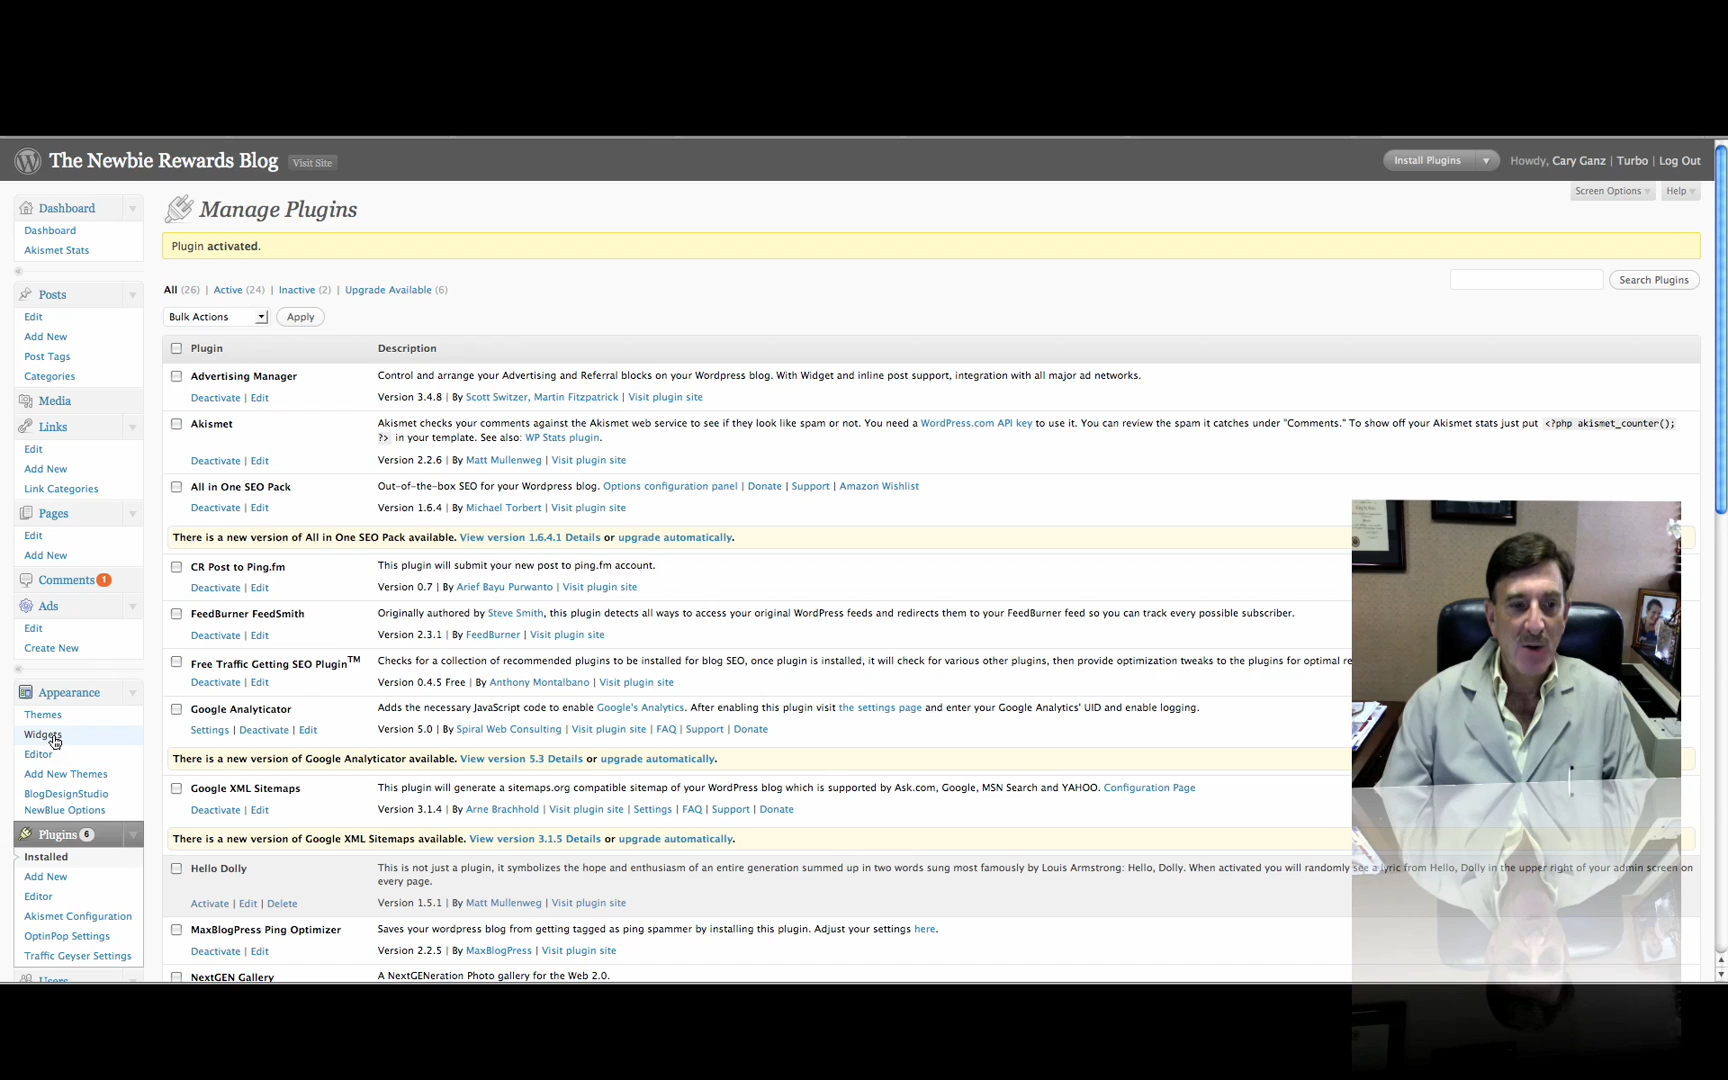 The Newbie Rewards Blog Visit Site
Install Plugins Howdy, Cary Ganz | Turbo | Log Out
Screen Options Help
Dashboard
Dashboard
Akismet Stats
Posts
Edit
Add New
Post Tags
Categories
Media
Links
Edit
Add New
Link Categories
Pages
Edit
Add New
Comments 1
Ads
Edit
Create New
Appearance
Themes
Widgets
Editor
Add New Themes
BlogDesignStudio
NewBlue Options
Plugins 6
Installed
Add New
Editor
Akismet Configuration
OptinPop Settings
Traffic Geyser Settings
Users
Manage Plugins
Plugin activated.
All (26) | Active (24) | Inactive (2) | Upgrade Available (6)
Search Plugins
Bulk Actions Apply
Plugin Description
Advertising Manager Control and arrange your Advertising and Referral blocks on your Wordpress blog. With Widget and inline post support, integration with all major ad networks.
Deactivate | Edit Version 3.4.8 | By Scott Switzer, Martin Fitzpatrick | Visit plugin site
Akismet Akismet checks your comments against the Akismet web service to see if they look like spam or not. You need a WordPress.com API key to use it. You can review the spam it catches under "Comments." To show off your Akismet stats just put <?php akismet_counter();
?> in your template. See also: WP Stats plugin.
Deactivate | Edit Version 2.2.6 | By Matt Mullenweg | Visit plugin site
All in One SEO Pack Out-of-the-box SEO for your Wordpress blog. Options configuration panel | Donate | Support | Amazon Wishlist
Deactivate | Edit Version 1.6.4 | By Michael Torbert | Visit plugin site
There is a new version of All in One SEO Pack available. View version 1.6.4.1 Details or upgrade automatically.
CR Post to Ping.fm This plugin will submit your new post to ping.fm account.
Deactivate | Edit Version 0.7 | By Arief Bayu Purwanto | Visit plugin site
FeedBurner FeedSmith Originally authored by Steve Smith, this plugin detects all ways to access your original WordPress feeds and redirects them to your FeedBurner feed so you can track every possible subscriber.
Deactivate | Edit Version 2.3.1 | By FeedBurner | Visit plugin site
Free Traffic Getting SEO Plugin™ Checks for a collection of recommended plugins to be installed for blog SEO, once plugin is installed, it will check for various other plugins, then provide optimization tweaks to the plugins for optimal re
Deactivate | Edit Version 0.4.5 Free | By Anthony Montalbano | Visit plugin site
Google Analyticator Adds the necessary JavaScript code to enable Google's Analytics. After enabling this plugin visit the settings page and enter your Google Analytics' UID and enable logging.
Settings | Deactivate | Edit Version 5.0 | By Spiral Web Consulting | Visit plugin site | FAQ | Support | Donate
There is a new version of Google Analyticator available. View version 5.3 Details or upgrade automatically.
Google XML Sitemaps This plugin will generate a sitemaps.org compatible sitemap of your WordPress blog which is supported by Ask.com, Google, MSN Search and YAHOO. Configuration Page
Deactivate | Edit Version 3.1.4 | By Arne Brachhold | Visit plugin site | Settings | FAQ | Support | Donate
There is a new version of Google XML Sitemaps available. View version 3.1.5 Details or upgrade automatically.
Hello Dolly This is not just a plugin, it symbolizes the hope and enthusiasm of an entire generation summed up in two words sung most famously by Louis Armstrong: Hello, Dolly. When activated you will randomly see a lyric from Hello, Dolly in the upper right of your admin screen on
every page.
Activate | Edit | Delete Version 1.5.1 | By Matt Mullenweg | Visit plugin site
MaxBlogPress Ping Optimizer Saves your wordpress blog from getting tagged as ping spammer by installing this plugin. Adjust your settings here.
Deactivate | Edit Version 2.2.5 | By MaxBlogPress | Visit plugin site
NextGEN Gallery A NextGENeration Photo gallery for the Web 2.0.